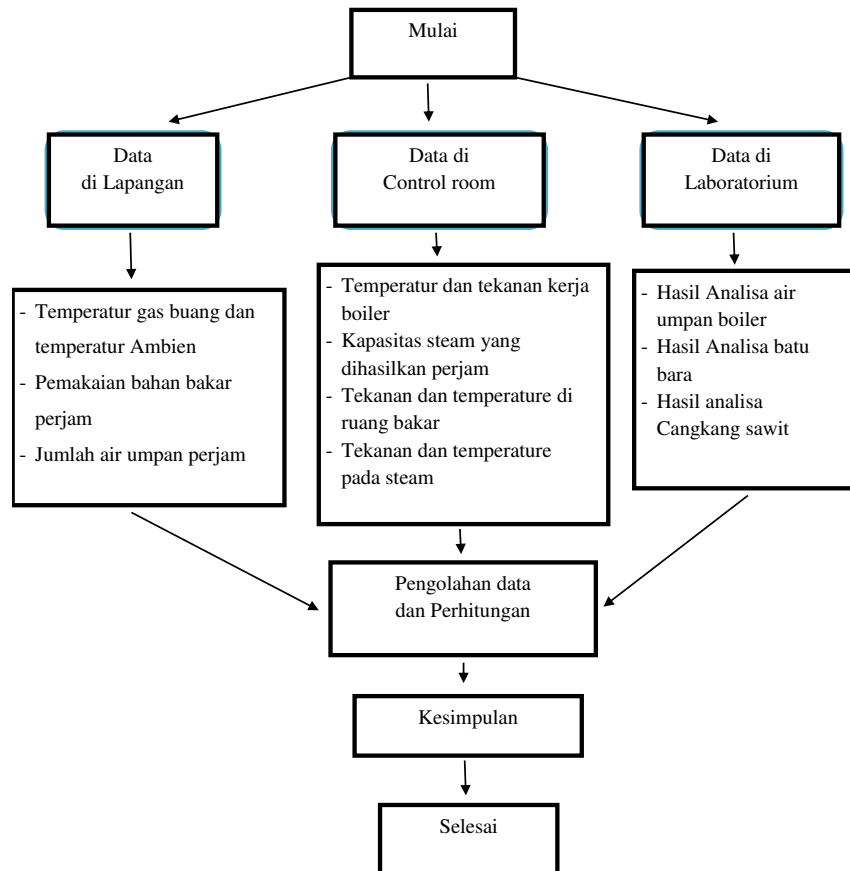 Mulai
Data
di Lapangan
Data di
Control room
Data di
Laboratorium
- Temperatur gas buang dan
temperatur Ambien
- Pemakaian bahan bakar
perjam
- Jumlah air umpan perjam
- Temperatur dan tekanan kerja
boiler
- Kapasitas steam yang
dihasilkan perjam
- Tekanan dan temperature di
ruang bakar
- Tekanan dan temperature
pada steam
- Hasil Analisa air
umpan boiler
- Hasil Analisa batu
bara
- Hasil analisa
Cangkang sawit
Pengolahan data
dan Perhitungan
Kesimpulan
Selesai